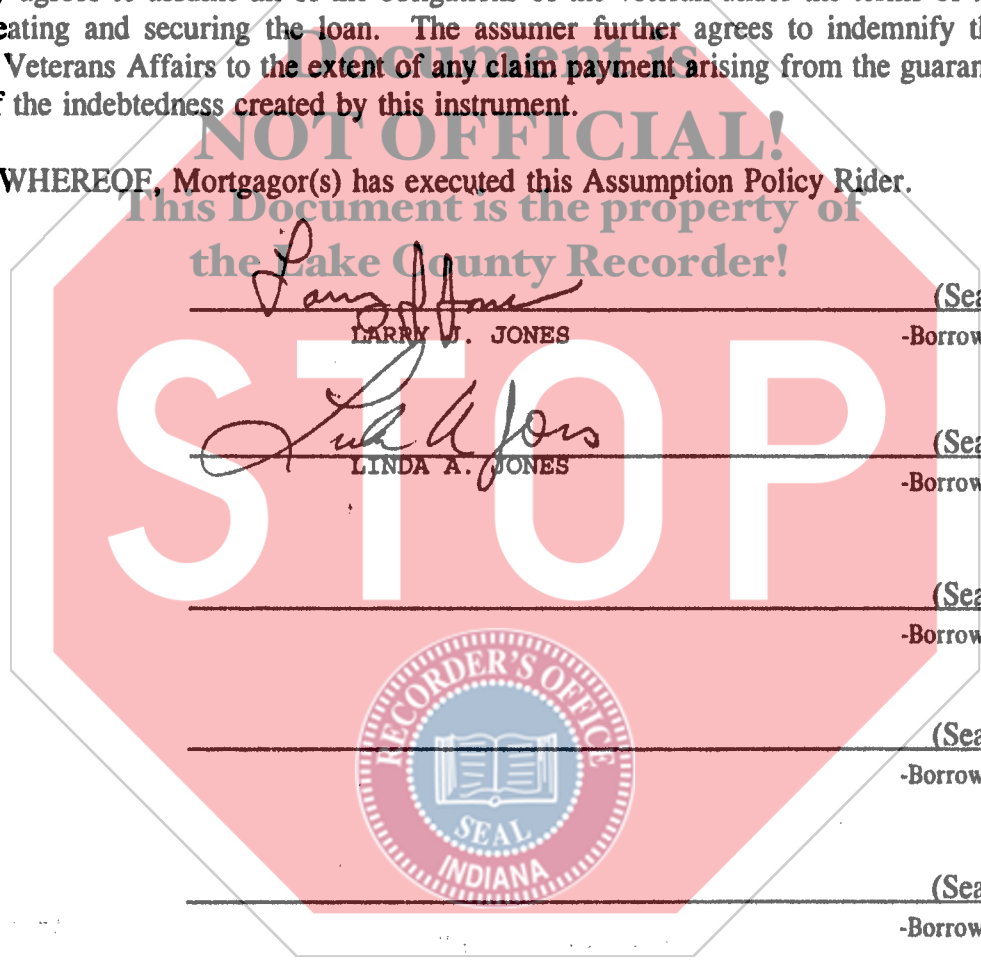 agrees to assume all of the obligations of the veteran under the terms of
eating and securing the loan. The assumer further agrees to indemnify th
Veterans Affairs to the extent of any claim payment arising from the guaran
f the indebtedness created by this instrument.
Document is
NOT OFFICIAL!
WHEREOF, Mortgagor(s) has executed this Assumption Policy Rider.
This Document is the property of
the Lake County Recorder!
Larry J Jones
(Sea
LARRY J. JONES
-Borrow
STOP
Linda A Jones
(Sea
LINDA A. JONES
-Borrow
(Sea
-Borrow
RECORDER'S OFFICE
(Sea
-Borrow
SEAL
INDIANA
(Sea
-Borrow